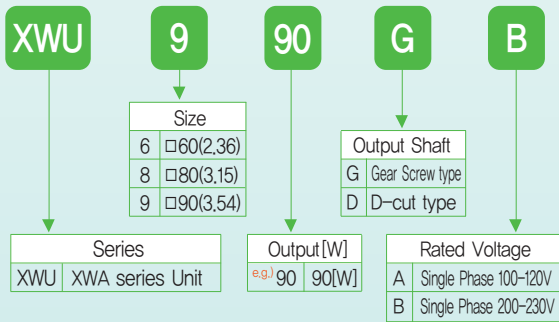 XWU 9 90 G B
Size
6 □60(2.36)
8 □80(3.15)
9 □90(3.54)
Output Shaft
G Gear Screw type
D D-cut type
Series
XWU XWA series Unit
Output[W]
e.g.) 90 90[W]
Rated Voltage
A Single Phase 100-120V
B Single Phase 200-230V